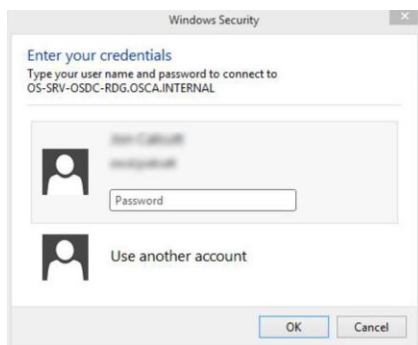 Windows Security
Enter your credentials
Type your user name and password to connect to
OS-SRV-OSDC-RDG.OSCA.INTERNAL
Password
Use another account
OK
Cancel